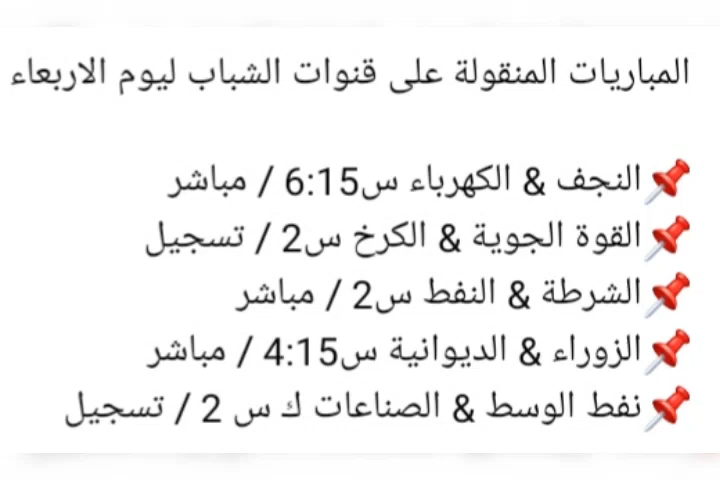 المباريات المنقولة على قنوات الشباب ليوم الاربعاء
📌النجف & الكهرباء س6:15 / مباشر
📌القوة الجوية & الكرخ س2 / تسجيل
📌الشرطة & النفط س2 / مباشر
📌الزوراء & الديوانية س4:15 / مباشر
📌نفط الوسط & الصناعات ك س 2 / تسجيل